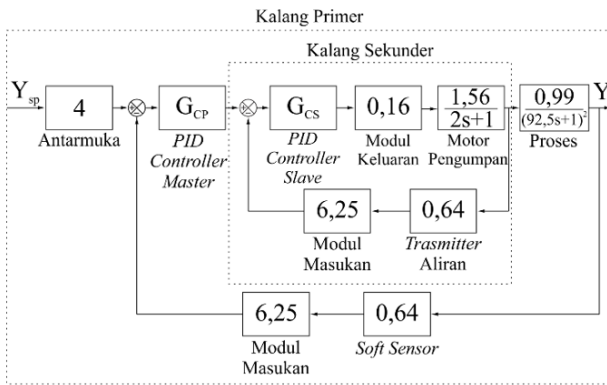 Kalang Primer
Kalang Sekunder
Y_sp
4
Antarmuka
G_CP
PID
Controller
Master
G_CS
PID
Controller
Slave
0,16
Modul
Keluaran
1,56
2s+1
Motor
Pengumpan
0,99
(92,5s+1)²
Proses
Y
6,25
Modul
Masukan
0,64
Trasmitter
Aliran
6,25
Modul
Masukan
0,64
Soft Sensor